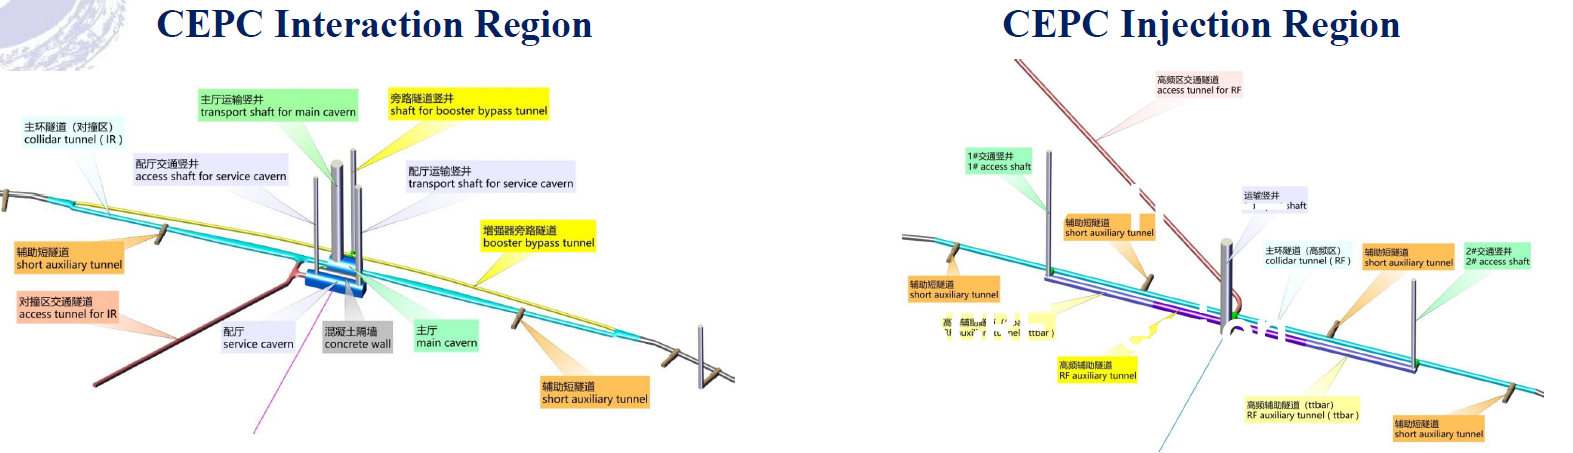 CEPC Interaction Region
主厅运输竖井
transport shaft for main cavern
旁路隧道竖井
shaft for booster bypass tunnel
主环隧道（对撞区）
collidar tunnel ( IR )
配厅交通竖井
access shaft for service cavern
配厅运输竖井
transport shaft for service cavern
增强器旁路隧道
booster bypass tunnel
辅助短隧道
short auxiliary tunnel
对撞区交通隧道
access tunnel for IR
配厅
service cavern
混凝土隔墙
concrete wall
主厅
main cavern
辅助短隧道
short auxiliary tunnel
CEPC Injection Region
高频区交通隧道
access tunnel for RF
1#交通竖井
1# access shaft
运输竖井
shaft
辅助短隧道
short auxiliary tunnel
主环隧道（高频区）
collidar tunnel ( RF )
辅助短隧道
short auxiliary tunnel
2#交通竖井
2# access shaft
辅助短隧道
short auxiliary tunnel
高频辅助隧道
RF auxiliary tunnel
高频辅助隧道（ttbar）
RF auxiliary tunnel ( ttbar )
辅助短隧道
short auxiliary tunnel